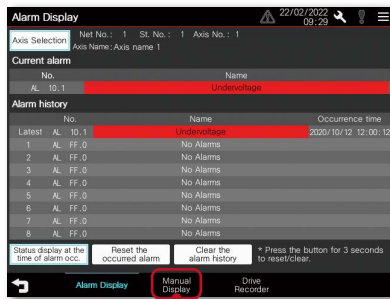 Alarm Display
22/02/2022
09:29
Axis Selection
Net No.: 1 St. No.: 1 Axis No.: 1
Axis Name: Axis name 1
Current alarm
No. Name
AL 10.1 Undervoltage
Alarm history
No. Name Occurrence time
Latest AL 10.1 Undervoltage 2020/10/12 12:00:12
1 AL FF.0 No Alarms
2 AL FF.0 No Alarms
3 AL FF.0 No Alarms
4 AL FF.0 No Alarms
5 AL FF.0 No Alarms
6 AL FF.0 No Alarms
7 AL FF.0 No Alarms
8 AL FF.0 No Alarms
Status display at the
time of alarm occ.
Reset the
occurred alarm
Clear the
alarm history
* Press the button for 3 seconds
to reset/clear.
Alarm Display
Manual
Display
Drive
Recorder